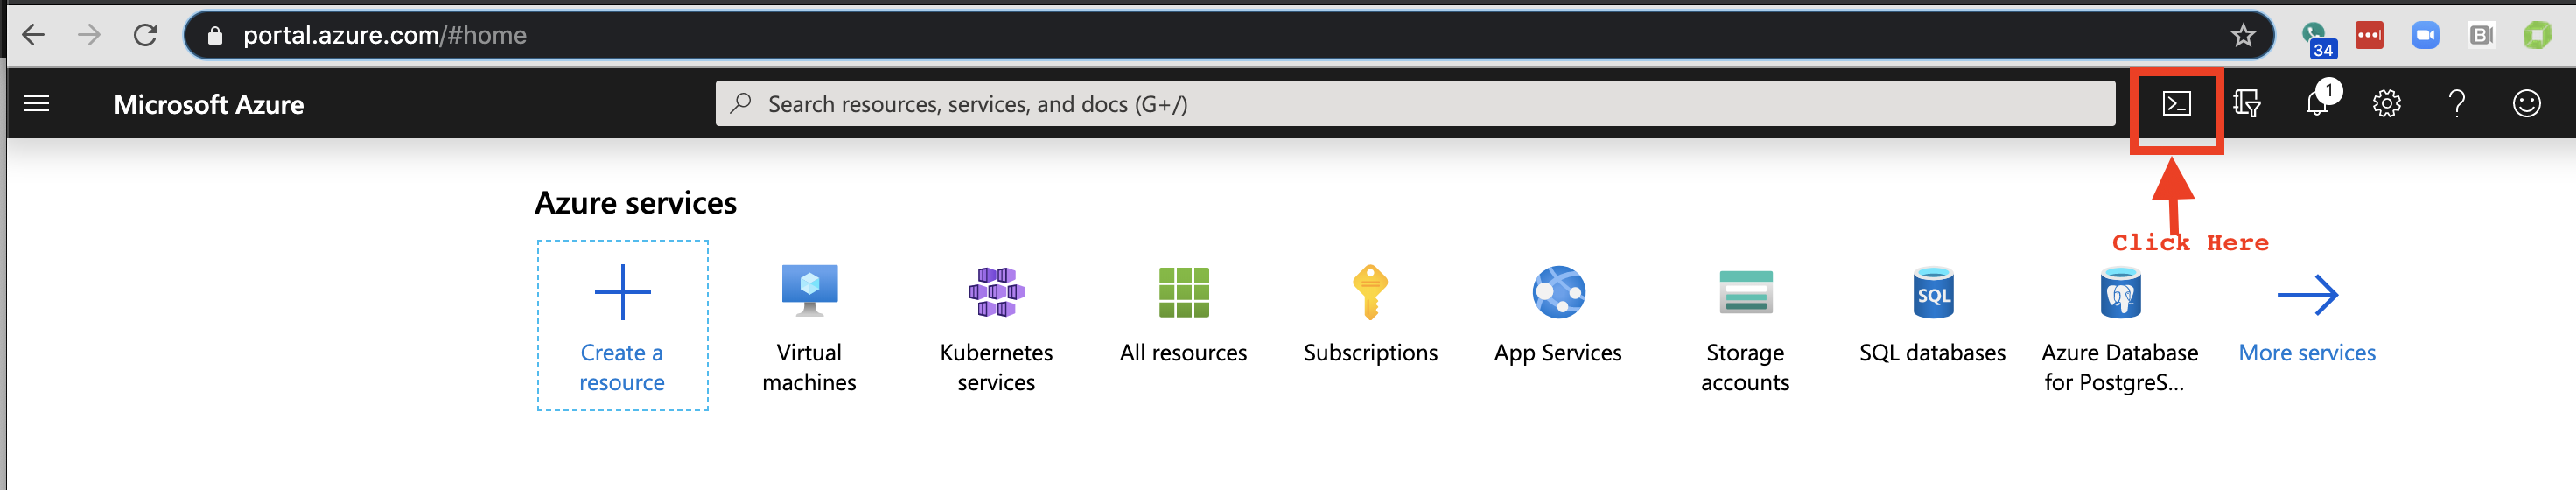 portal.azure.com/#home
34
B
Microsoft Azure
Search resources, services, and docs (G+/)
>_
1
?
Click Here
Azure services
Create a
resource
Virtual
machines
Kubernetes
services
All resources
Subscriptions
App Services
Storage
accounts
SQL
SQL databases
Azure Database
for PostgreS...
More services